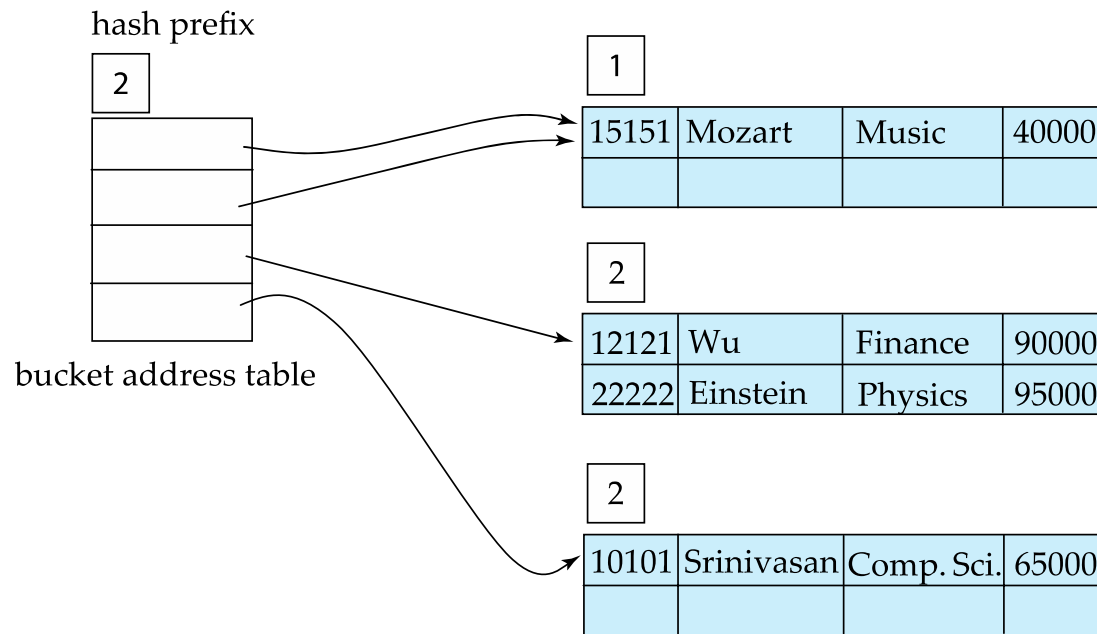 hash prefix
2
bucket address table
1
15151 Mozart Music 40000
2
12121 Wu Finance 90000
22222 Einstein Physics 95000
2
10101 Srinivasan Comp. Sci. 65000